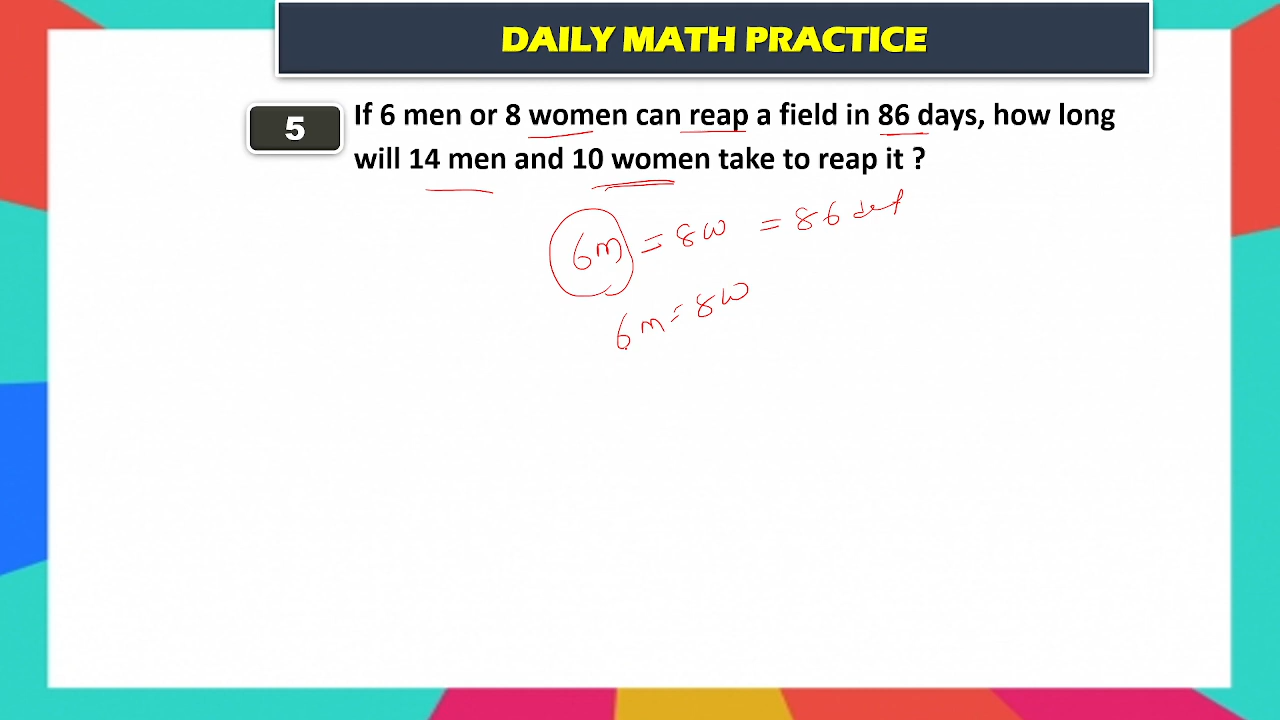 DAILY MATH PRACTICE
5
If 6 men or 8 women can reap a field in 86 days, how long
will 14 men and 10 women take to reap it ?
6m = 8w = 86
6m = 8w